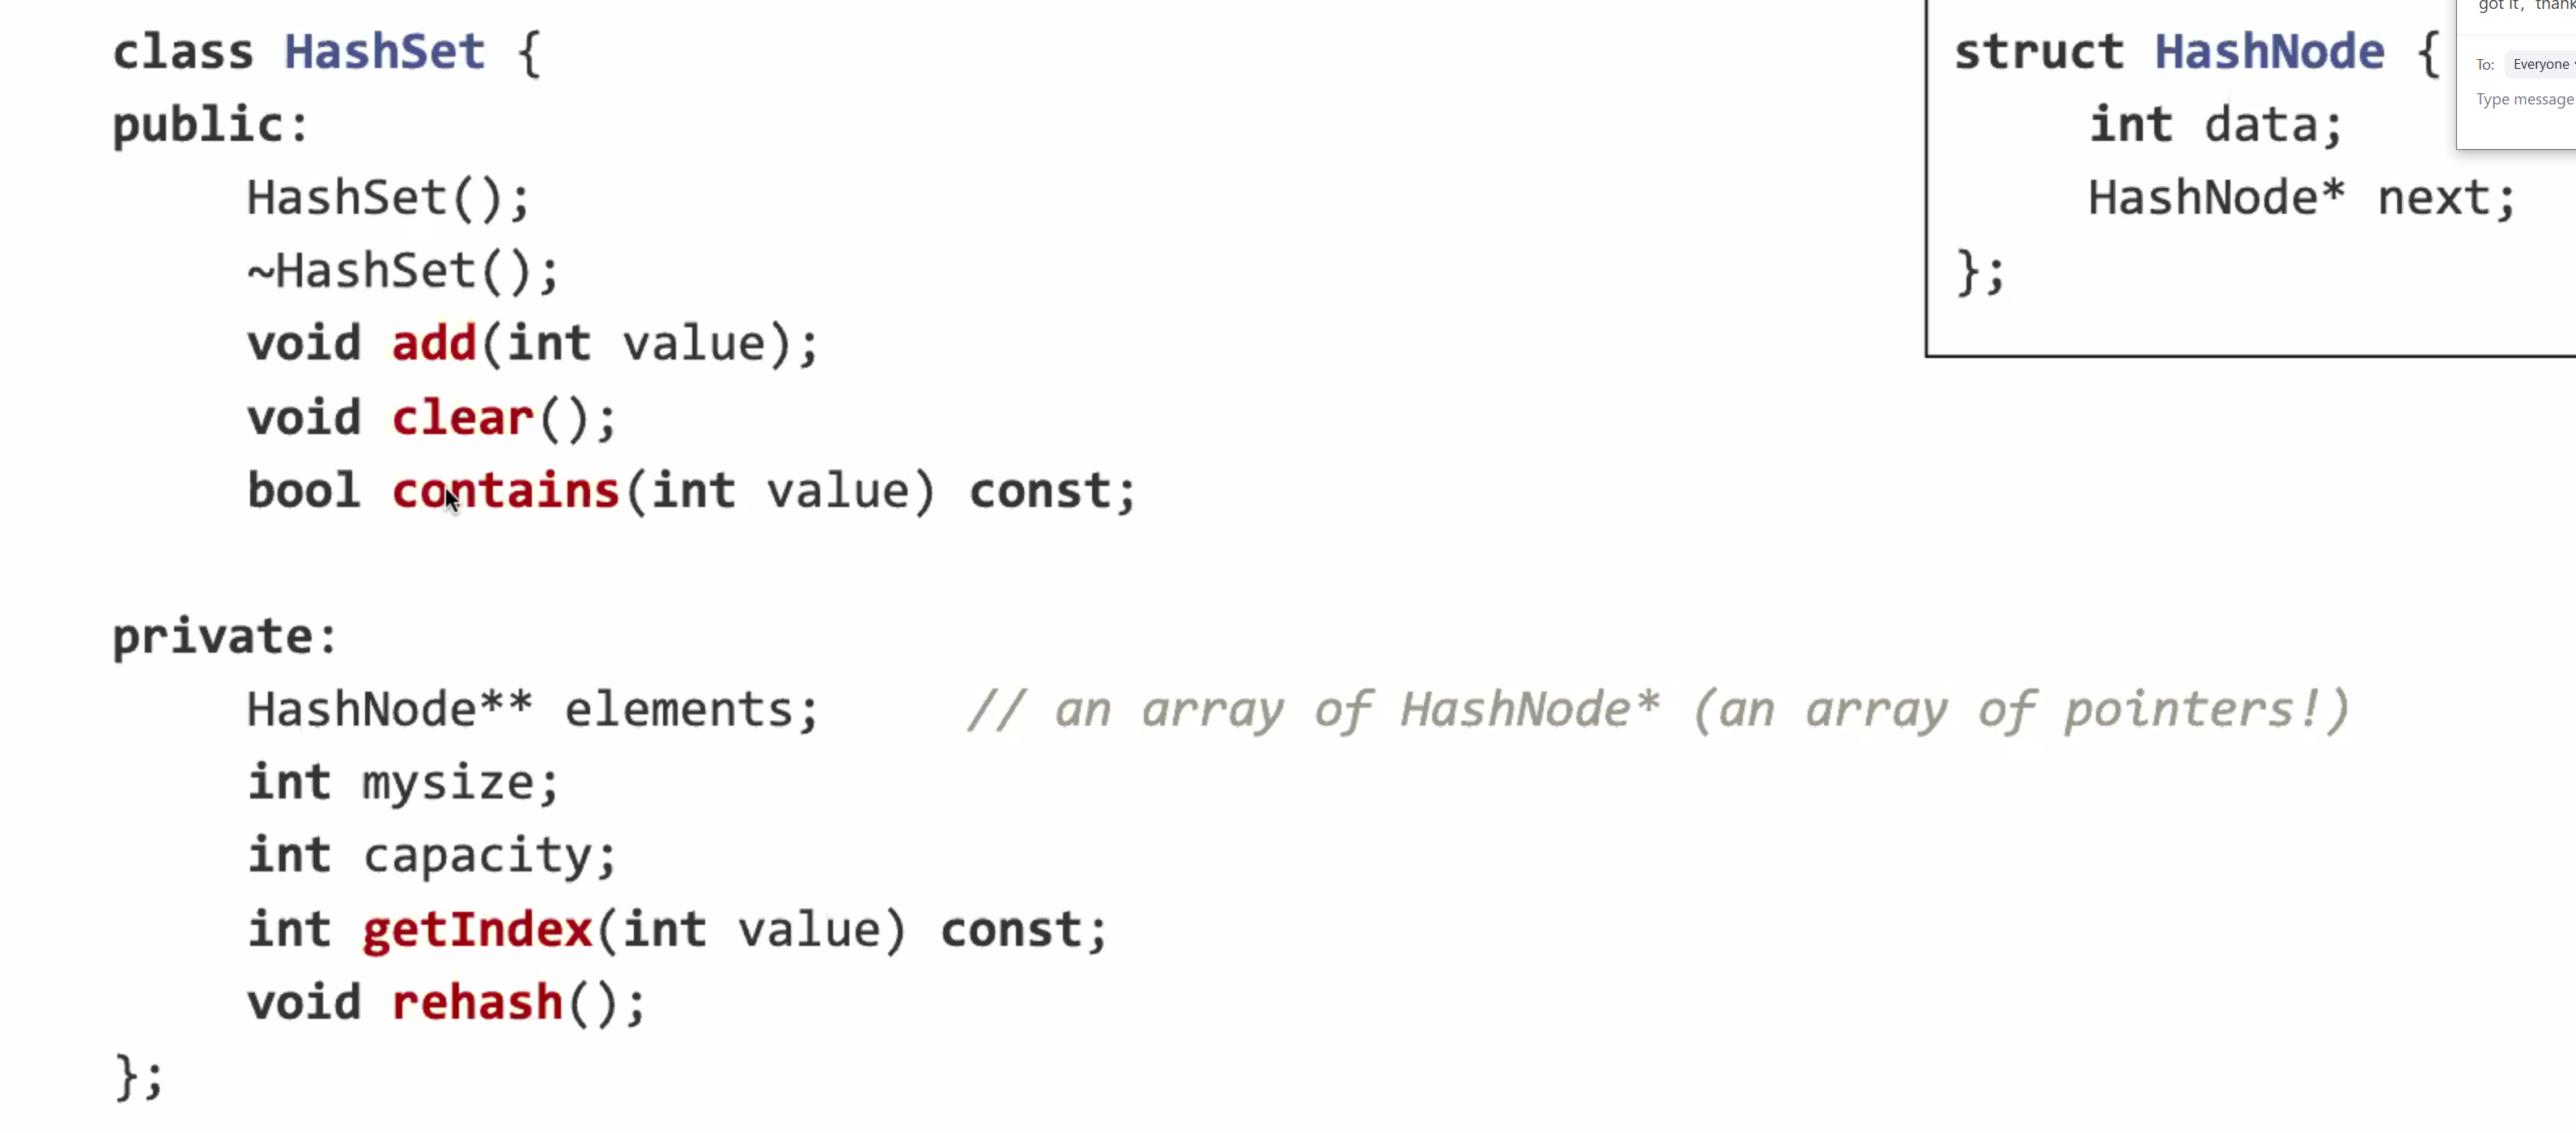 class HashSet {
public:
HashSet();
~HashSet();
void add(int value);
void clear();
bool contains(int value) const;
private:
HashNode** elements; // an array of HashNode* (an array of pointers!)
int mysize;
int capacity;
int getIndex(int value) const;
void rehash();
};
struct HashNode {
int data;
HashNode* next;
};
got it, thank
To: Everyone
Type message